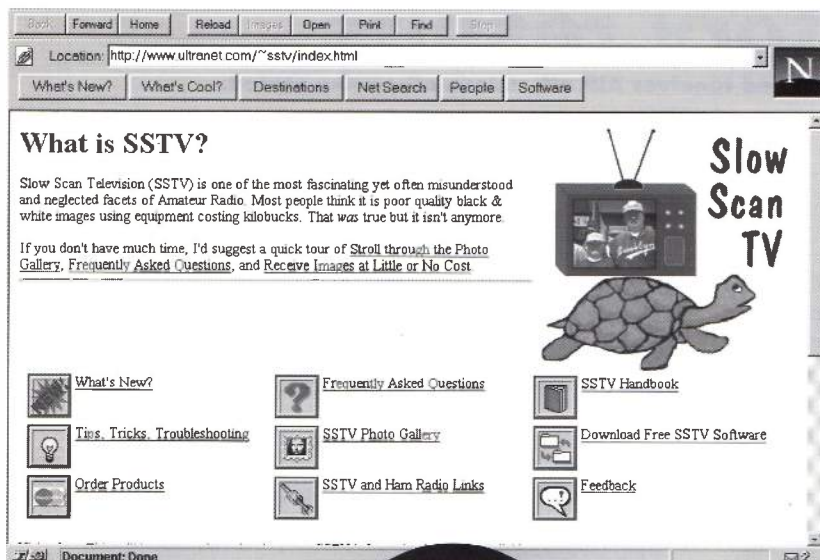 Back Forward Home Reload Images Open Print Find Stop
Location: http://www.ultranet.com/~sstv/index.html
N
What's New? What's Cool? Destinations Net Search People Software
What is SSTV?
Slow Scan Television (SSTV) is one of the most fascinating yet often misunderstood
and neglected facets of Amateur Radio. Most people think it is poor quality black &
white images using equipment costing kilobucks. That was true but it isn't anymore.
If you don't have much time, I'd suggest a quick tour of Stroll through the Photo
Gallery, Frequently Asked Questions, and Receive Images at Little or No Cost
Slow
Scan
TV
What's New? Frequently Asked Questions SSTV Handbook
Tips, Tricks, Troubleshooting SSTV Photo Gallery Download Free SSTV Software
Order Products SSTV and Ham Radio Links Feedback
Document: Done